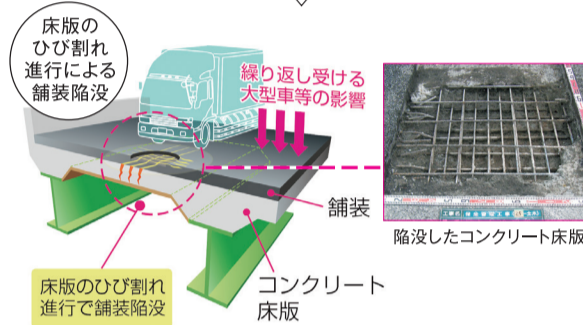 床版の
ひび割れ
進行による
舗装陥没
繰り返し受ける
大型車等の影響
舗装
コンクリート
床版
床版のひび割れ
進行で舗装陥没
陥没したコンクリート床版